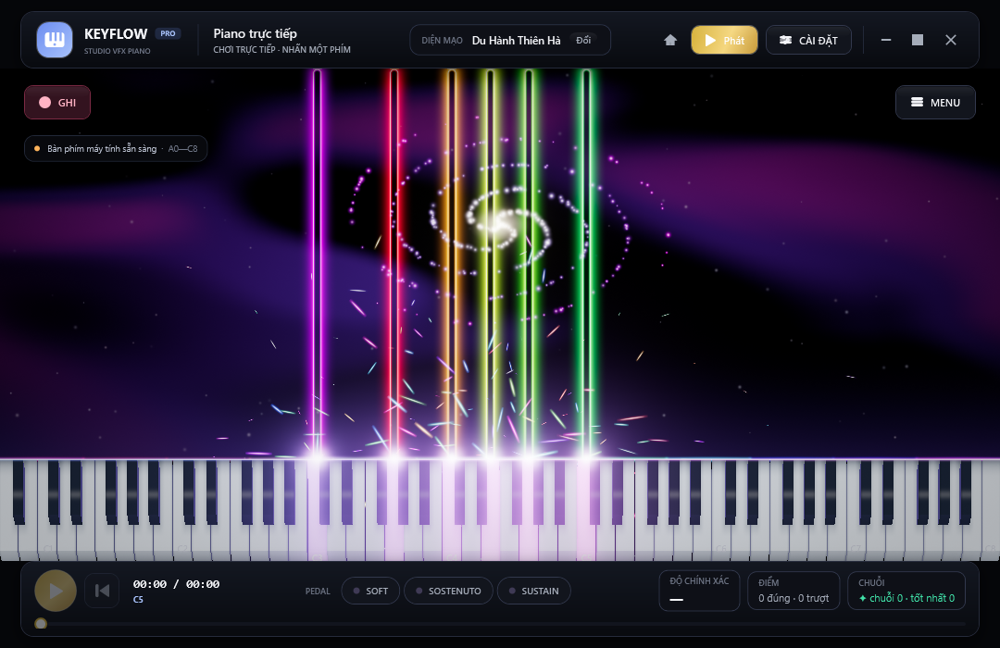 KEYFLOW PRO
STUDIO VFX PIANO
Piano trực tiếp
CHƠI TRỰC TIẾP · NHẤN MỘT PHÍM
DIỆN MẠO Du Hành Thiên Hà Đổi
Phát
CÀI ĐẶT
GHI
MENU
Bàn phím máy tính sẵn sàng · A0—C8
00:00 / 00:00
C5
PEDAL
SOFT
SOSTENUTO
SUSTAIN
ĐỘ CHÍNH XÁC
—
ĐIỂM
0 đúng · 0 trượt
CHUỖI
✦ chuỗi 0 · tốt nhất 0